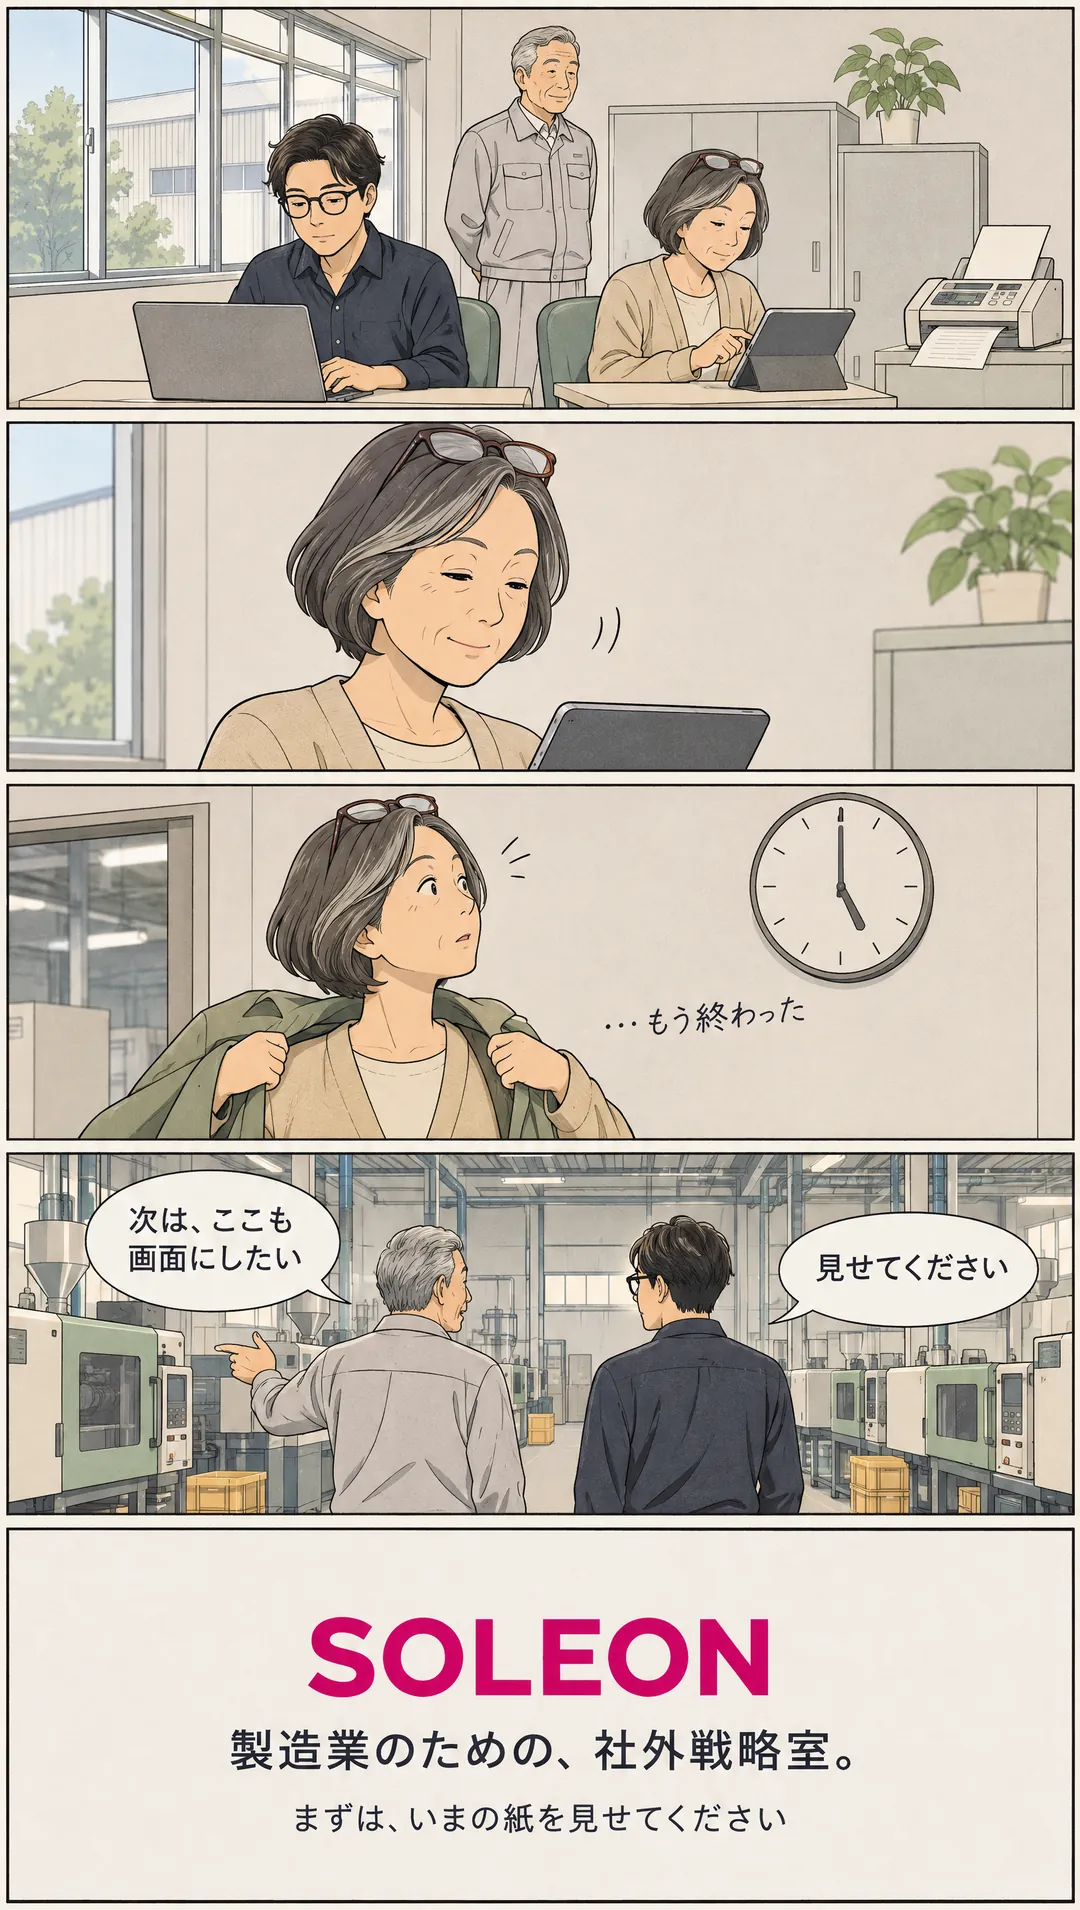 …もう終わった
次は、ここも
画面にしたい
見せてください
SOLEON
製造業のための、社外戦略室。
まずは、いまの紙を見せてください